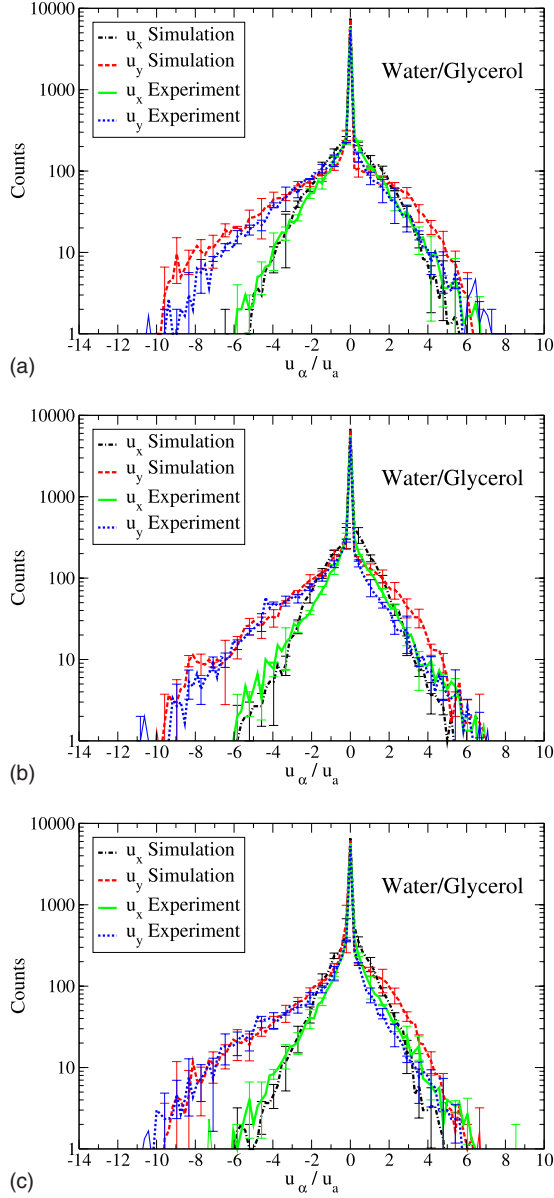 10000
1000
100
10
1
Counts
u_x Simulation
u_y Simulation
u_x Experiment
u_y Experiment
Water/Glycerol
-14 -12 -10 -8 -6 -4 -2 0 2 4 6 8 10
u_α / u_a
(a)
10000
1000
100
10
1
Counts
u_x Simulation
u_y Simulation
u_x Experiment
u_y Experiment
Water/Glycerol
-14 -12 -10 -8 -6 -4 -2 0 2 4 6 8 10
u_α / u_a
(b)
10000
1000
100
10
1
Counts
u_x Simulation
u_y Simulation
u_x Experiment
u_y Experiment
Water/Glycerol
-14 -12 -10 -8 -6 -4 -2 0 2 4 6 8 10
u_α / u_a
(c)